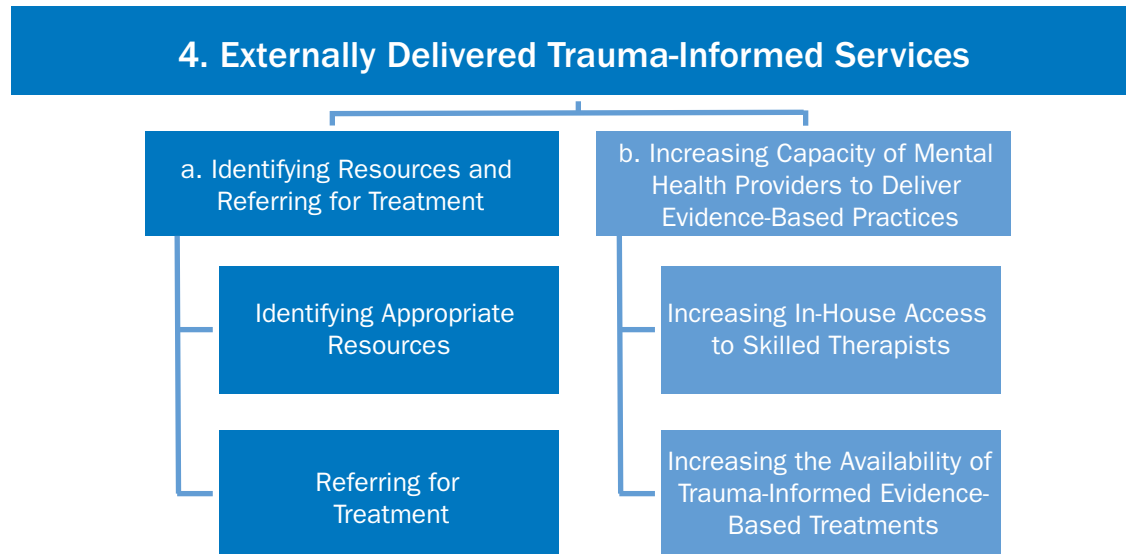 4. Externally Delivered Trauma-Informed Services
a. Identifying Resources and
Referring for Treatment
Identifying Appropriate
Resources
Referring for
Treatment
b. Increasing Capacity of Mental
Health Providers to Deliver
Evidence-Based Practices
Increasing In-House Access
to Skilled Therapists
Increasing the Availability of
Trauma-Informed Evidence-
Based Treatments